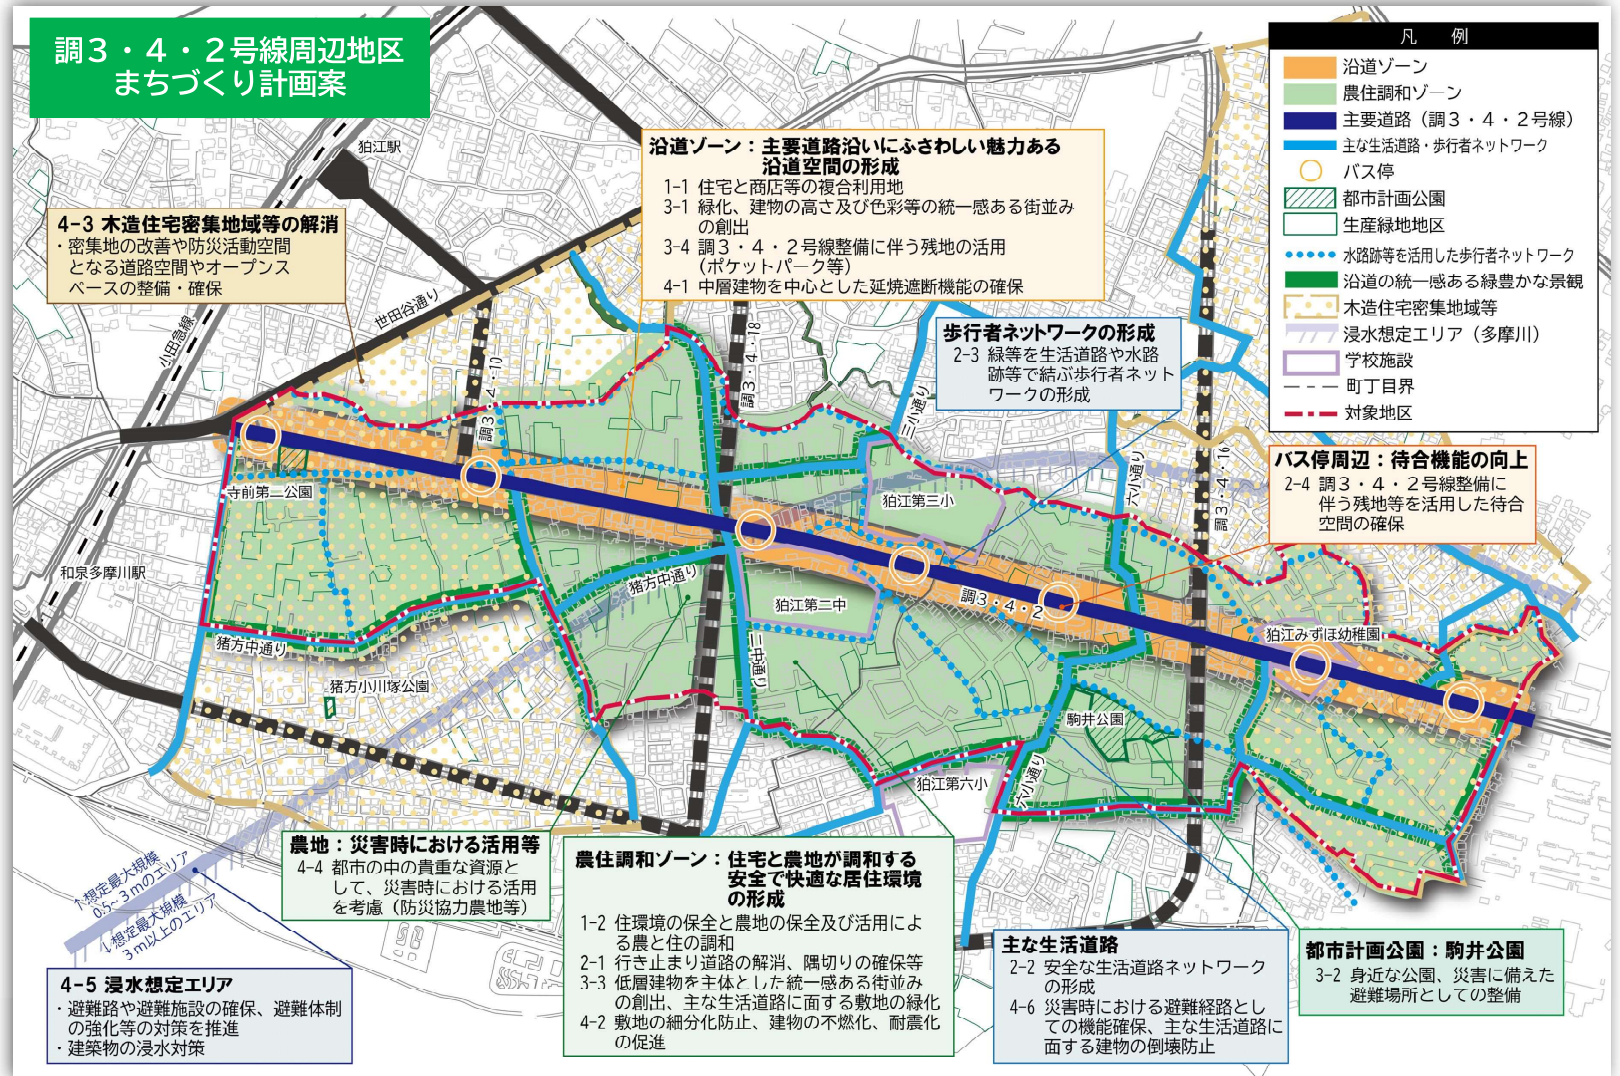 調３・４・２号線周辺地区
まちづくり計画案
凡　例
沿道ゾーン
農住調和ゾーン
主要道路（調３・４・２号線）
主な生活道路・歩行者ネットワーク
バス停
都市計画公園
生産緑地地区
水路跡等を活用した歩行者ネットワーク
沿道の統一感ある緑豊かな景観
木造住宅密集地域等
浸水想定エリア（多摩川）
学校施設
町丁目界
対象地区
狛江駅
沿道ゾーン：主要道路沿いにふさわしい魅力ある
沿道空間の形成
1-1 住宅と商店等の複合利用地
3-1 緑化、建物の高さ及び色彩等の統一感ある街並み
の創出
3-4 調３・４・２号線整備に伴う残地の活用
（ポケットパーク等）
4-1 中層建物を中心とした延焼遮断機能の確保
4-3 木造住宅密集地域等の解消
・密集地の改善や防災活動空間
となる道路空間やオープンス
ペースの整備・確保
世田谷通り
小田急線
調3・4・10
調3・4・18
三小通り
歩行者ネットワークの形成
2-3 緑等を生活道路や水路
跡等で結ぶ歩行者ネット
ワークの形成
六小通り
調3・4・16
バス停周辺：待合機能の向上
2-4 調３・４・２号線整備に
伴う残地等を活用した待合
空間の確保
寺前第二公園
狛江第三小
和泉多摩川駅
猪方中通り
狛江第二中
調３・４・２
狛江みずほ幼稚園
猪方中通り
二中通り
猪方小川塚公園
駒井公園
狛江第六小
六小通り
↑想定最大規模
0.5~3mのエリア
↓想定最大規模
3m以上のエリア
農地：災害時における活用等
4-4 都市の中の貴重な資源と
して、災害時における活用
を考慮（防災協力農地等）
農住調和ゾーン：住宅と農地が調和する
安全で快適な居住環境
の形成
1-2 住環境の保全と農地の保全及び活用によ
る農と住の調和
2-1 行き止まり道路の解消、隅切りの確保等
3-3 低層建物を主体とした統一感ある街並み
の創出、主な生活道路に面する敷地の緑化
4-2 敷地の細分化防止、建物の不燃化、耐震化
の促進
4-5 浸水想定エリア
・避難路や避難施設の確保、避難体制
の強化等の対策を推進
・建築物の浸水対策
主な生活道路
2-2 安全な生活道路ネットワーク
の形成
4-6 災害時における避難経路とし
ての機能確保、主な生活道路に
面する建物の倒壊防止
都市計画公園：駒井公園
3-2 身近な公園、災害に備えた
避難場所としての整備